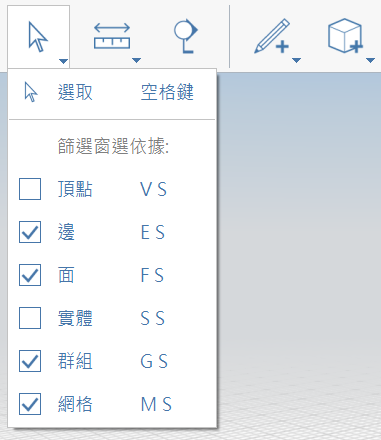 選取 空格鍵
篩選窗選依據:
頂點 V S
邊 E S
面 F S
實體 S S
群組 G S
網格 M S